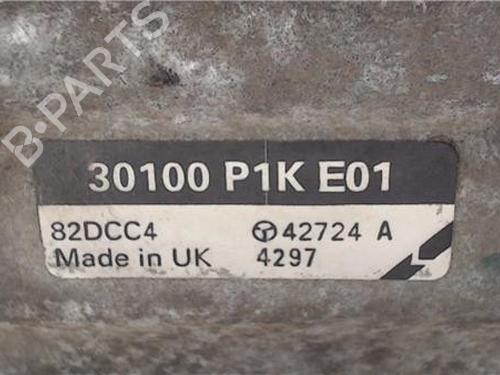 B-PARTS
30100 P1K E01
82DCC4 42724 A
Made in UK 4297